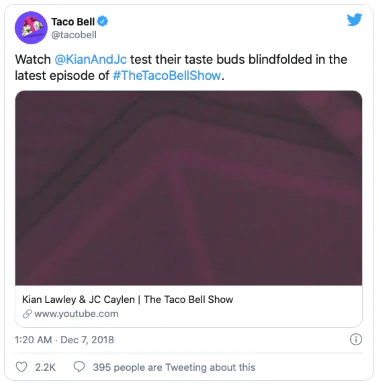 Taco Bell
@tacobell
Watch @KianAndJc test their taste buds blindfolded in the
latest episode of #TheTacoBellShow.
Kian Lawley & JC Caylen | The Taco Bell Show
www.youtube.com
1:20 AM · Dec 7, 2018
2.2K
395 people are Tweeting about this